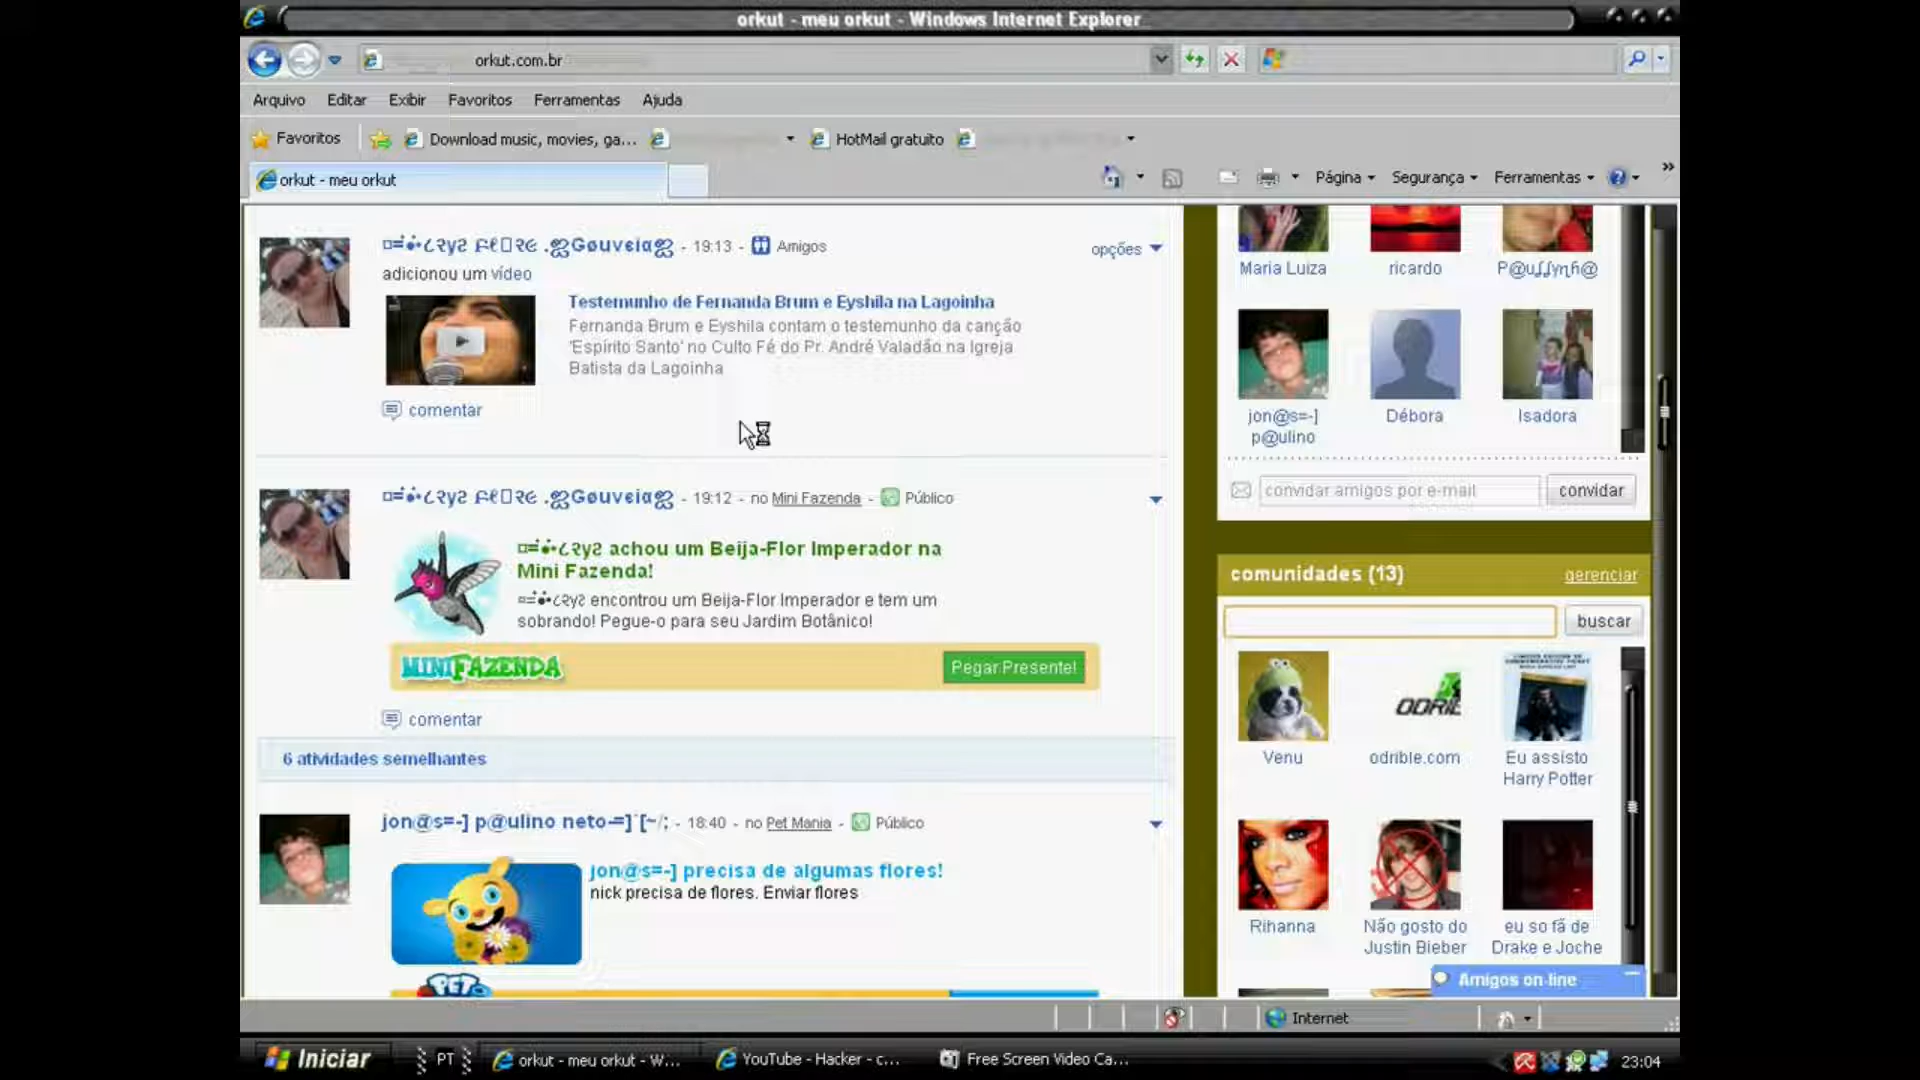 orkut - meu orkut - Windows Internet Explorer
orkut.com.br
Arquivo Editar Exibir Favoritos Ferramentas Ajuda
Favoritos Download music, movies, ga... HotMail gratuito
orkut - meu orkut Página Segurança Ferramentas
.ஜGøuvєiαஜ - 19:13 - Amigos opções
adicionou um vídeo
Testemunho de Fernanda Brum e Eyshila na Lagoinha
Fernanda Brum e Eyshila contam o testemunho da canção
'Espírito Santo' no Culto Fé do Pr. André Valadão na Igreja
Batista da Lagoinha
comentar
.ஜGøuvєiαஜ - 19:12 - no Mini Fazenda - Público
achou um Beija-Flor Imperador na
Mini Fazenda!
encontrou um Beija-Flor Imperador e tem um
sobrando! Pegue-o para seu Jardim Botânico!
MINIFAZENDA Pegar Presente!
comentar
6 atividades semelhantes
jon@s=-] p@ulino neto - 18:40 - no Pet Mania - Público
jon@s=-] precisa de algumas flores!
nick precisa de flores. Enviar flores
PET
Maria Luiza ricardo
jon@s=-]
p@ulino
Débora
Isadora
convidar amigos por e-mail convidar
comunidades (13) gerenciar
buscar
ODRIB
Venu
odrible.com
Eu assisto
Harry Potter
Rihanna
Não gosto do
Justin Bieber
eu so fã de
Drake e Joche
Amigos on-line
Internet
Iniciar PT orkut - meu orkut - W... YouTube - Hacker - c... Free Screen Video Ca... 23:04